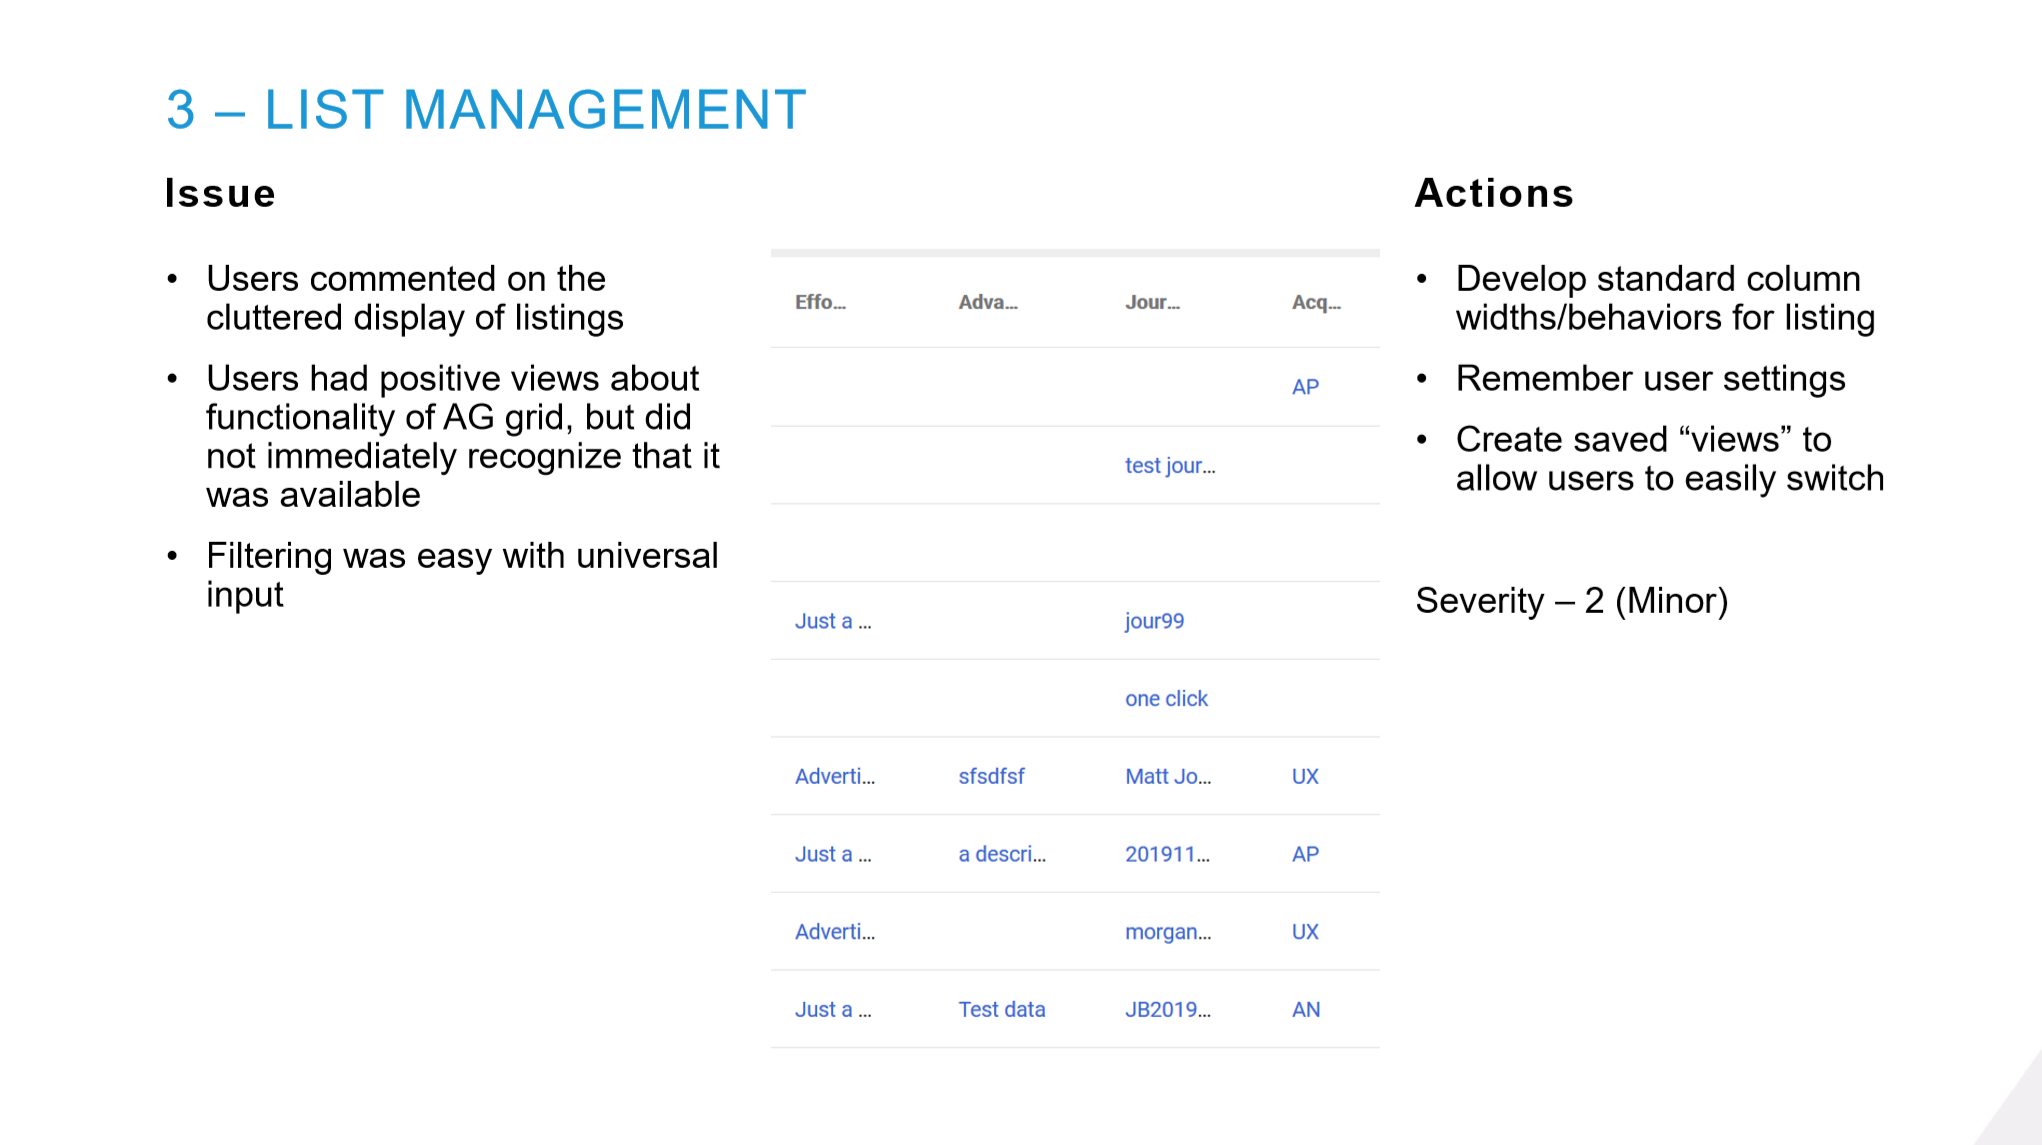 3 – LIST MANAGEMENT
Issue
• Users commented on the
cluttered display of listings
• Users had positive views about
functionality of AG grid, but did
not immediately recognize that it
was available
• Filtering was easy with universal
input
Effo... Adva... Jour... Acq...
AP
test jour...
Just a ... jour99
one click
Adverti... sfsdfsf Matt Jo... UX
Just a ... a descri... 201911... AP
Adverti... morgan... UX
Just a ... Test data JB2019... AN
Actions
• Develop standard column
widths/behaviors for listing
• Remember user settings
• Create saved “views” to
allow users to easily switch
Severity – 2 (Minor)